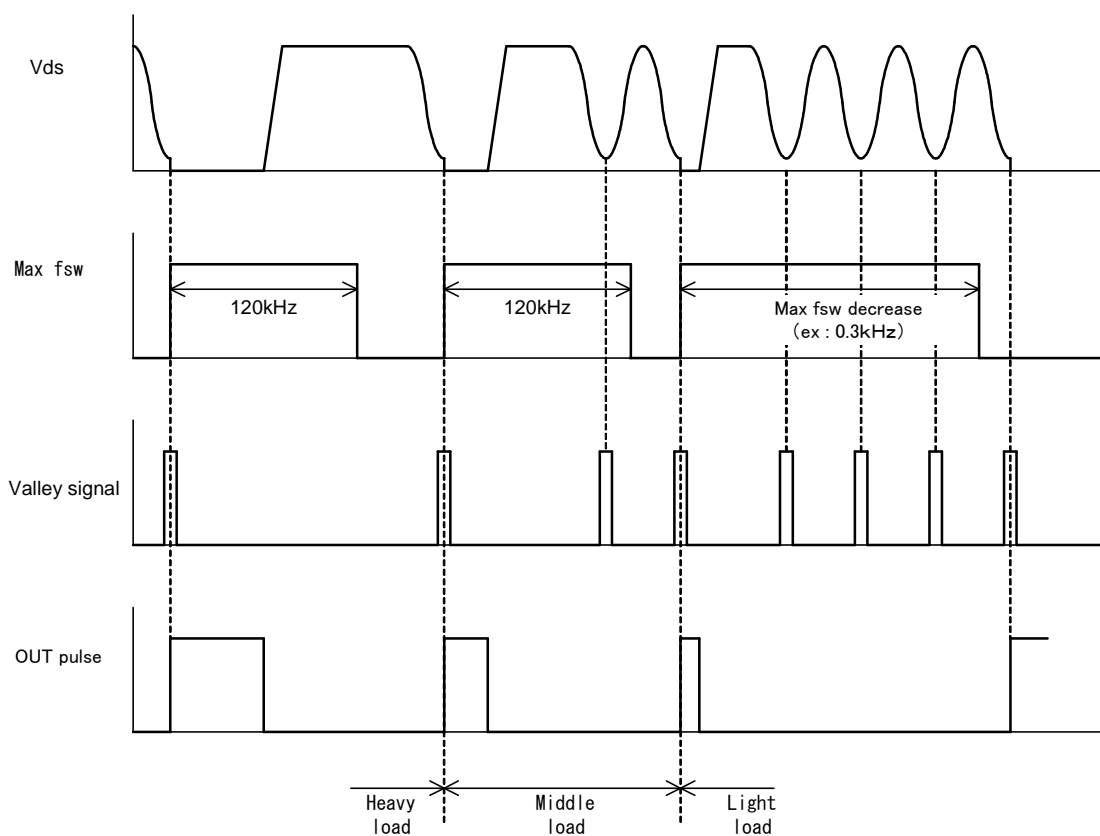 Vds
Max fsw
120kHz
120kHz
Max fsw decrease
(ex : 0.3kHz)
Valley signal
OUT pulse
Heavy
load
Middle
load
Light
load